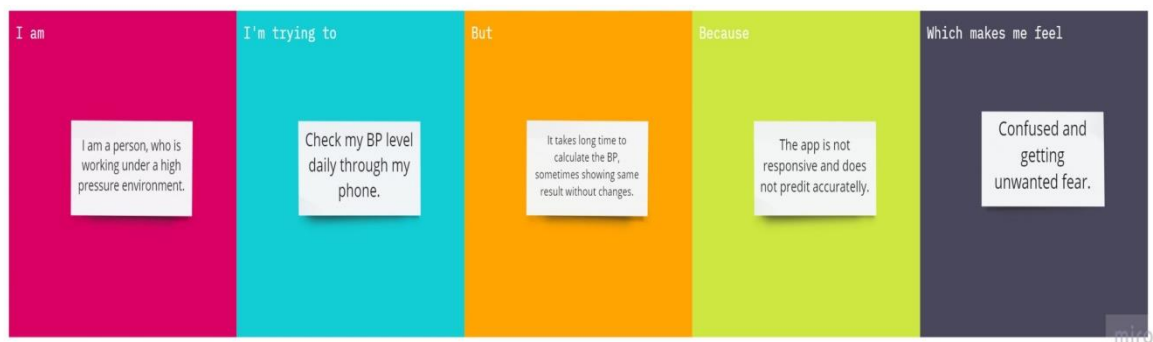 I am
I am a person, who is
working under a high
pressure environment.
I'm trying to
Check my BP level
daily through my
phone.
But
It takes long time to
calculate the BP,
sometimes showing same
result without changes.
Because
The app is not
responsive and does
not predit accuratelly.
Which makes me feel
Confused and
getting
unwanted fear.
miro